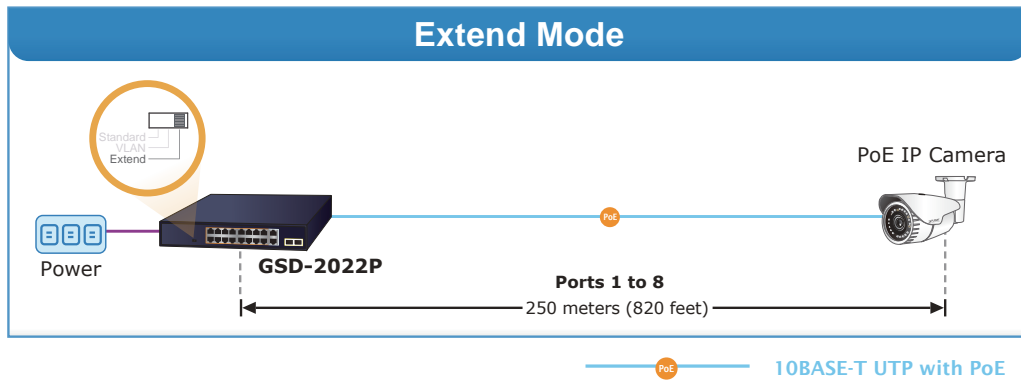 Extend Mode
Standard
VLAN
Extend
PoE IP Camera
PoE
Power
GSD-2022P
Ports 1 to 8
250 meters (820 feet)
PoE
10BASE-T UTP with PoE